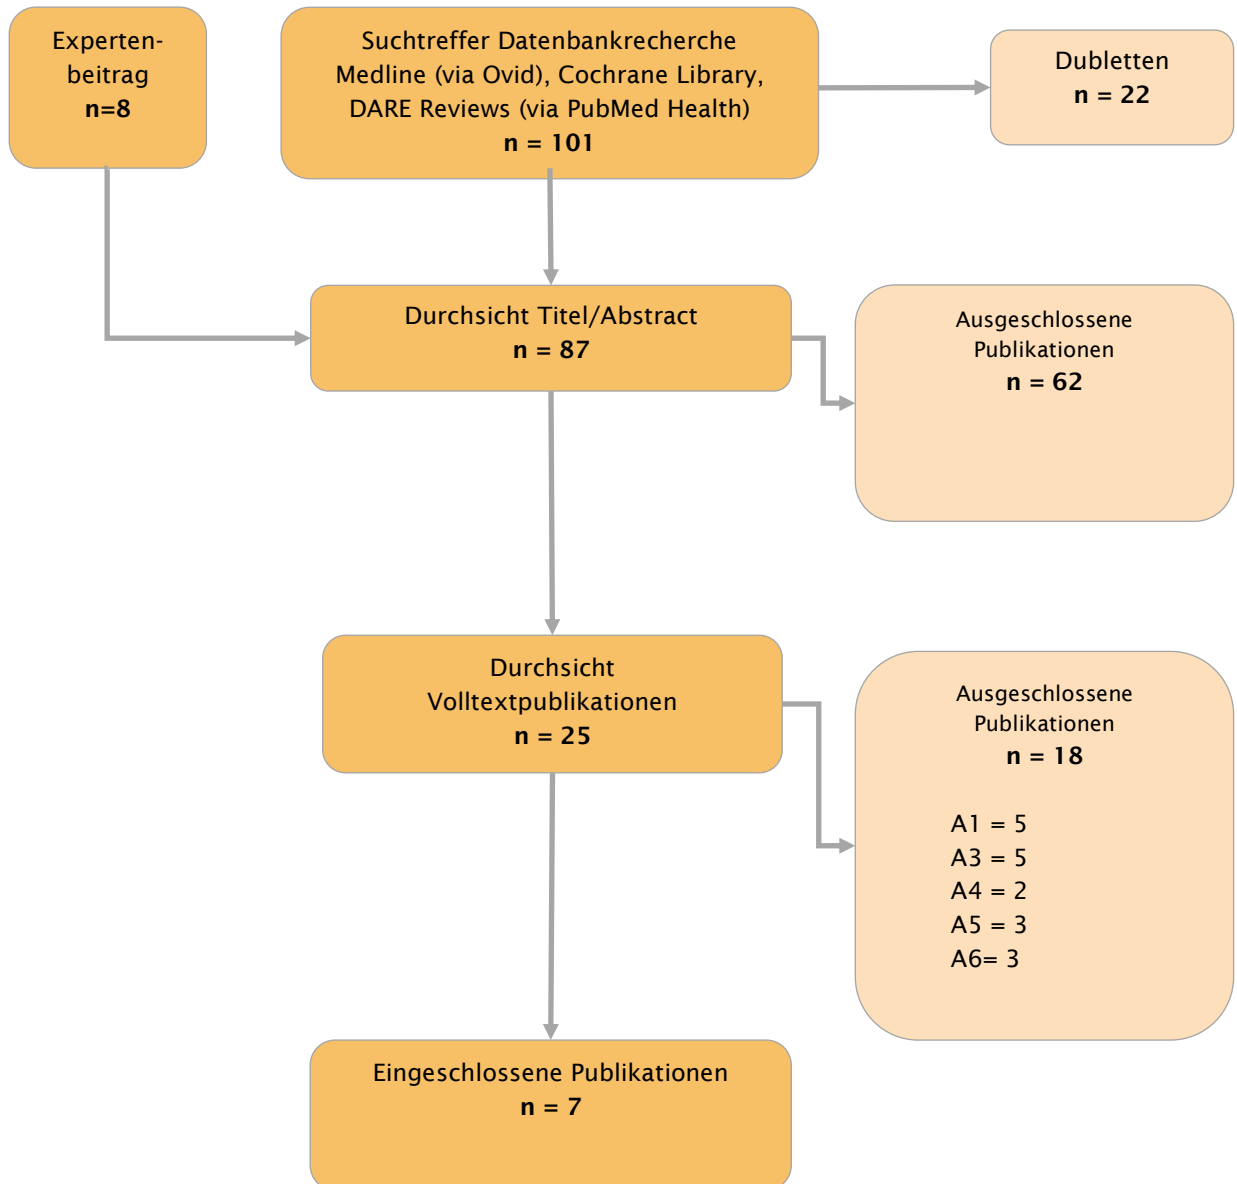 Experten-
beitrag
n=8
Suchtreffer Datenbankrecherche
Medline (via Ovid), Cochrane Library,
DARE Reviews (via PubMed Health)
n = 101
Dubletten
n = 22
Durchsicht Titel/Abstract
n = 87
Ausgeschlossene
Publikationen
n = 62
Durchsicht
Volltextpublikationen
n = 25
Ausgeschlossene
Publikationen
n = 18
A1 = 5
A3 = 5
A4 = 2
A5 = 3
A6= 3
Eingeschlossene Publikationen
n = 7